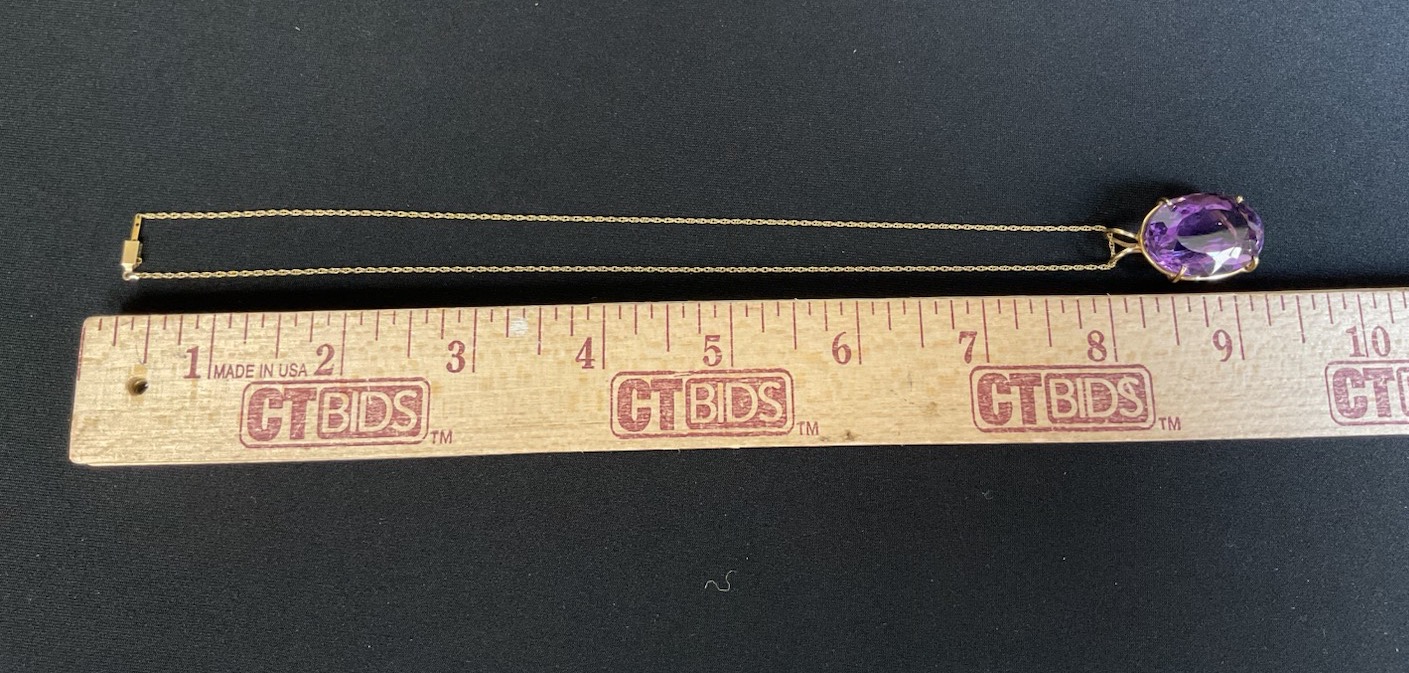 1 2 3 4 5 6 7 8 9 10
MADE IN USA
CTBIDS™ CTBIDS™ CTBIDS™ CT